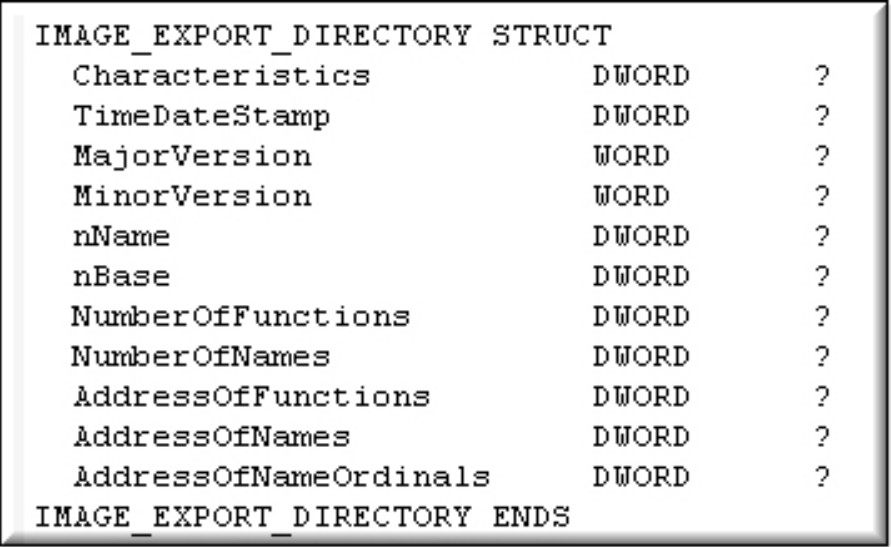 IMAGE_EXPORT_DIRECTORY STRUCT
Characteristics DWORD ?
TimeDateStamp DWORD ?
MajorVersion WORD ?
MinorVersion WORD ?
nName DWORD ?
nBase DWORD ?
NumberOfFunctions DWORD ?
NumberOfNames DWORD ?
AddressOfFunctions DWORD ?
AddressOfNames DWORD ?
AddressOfNameOrdinals DWORD ?
IMAGE_EXPORT_DIRECTORY ENDS